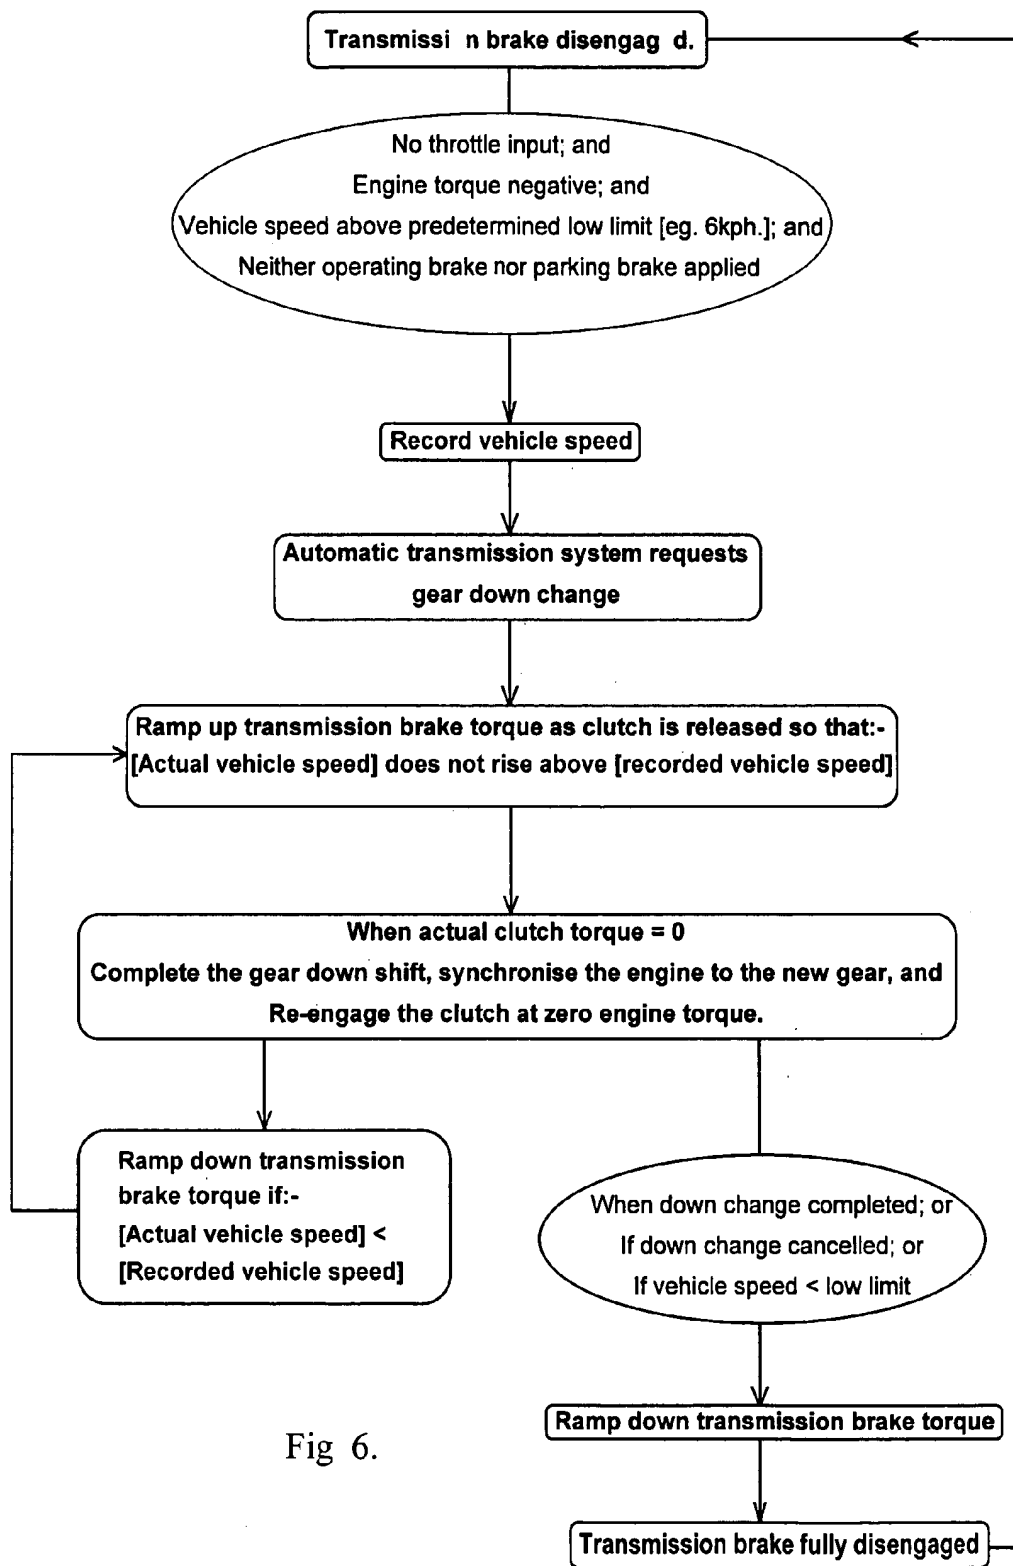 Transmissi n brake disengag d.
No throttle input; and
Engine torque negative; and
Vehicle speed above predetermined low limit [eg. 6kph.]; and
Neither operating brake nor parking brake applied
Record vehicle speed
Automatic transmission system requests
gear down change
Ramp up transmission brake torque as clutch is released so that:-
[Actual vehicle speed] does not rise above [recorded vehicle speed]
When actual clutch torque = 0
Complete the gear down shift, synchronise the engine to the new gear, and
Re-engage the clutch at zero engine torque.
Ramp down transmission
brake torque if:-
[Actual vehicle speed] <
[Recorded vehicle speed]
When down change completed; or
If down change cancelled; or
If vehicle speed < low limit
Ramp down transmission brake torque
Transmission brake fully disengaged
Fig 6.